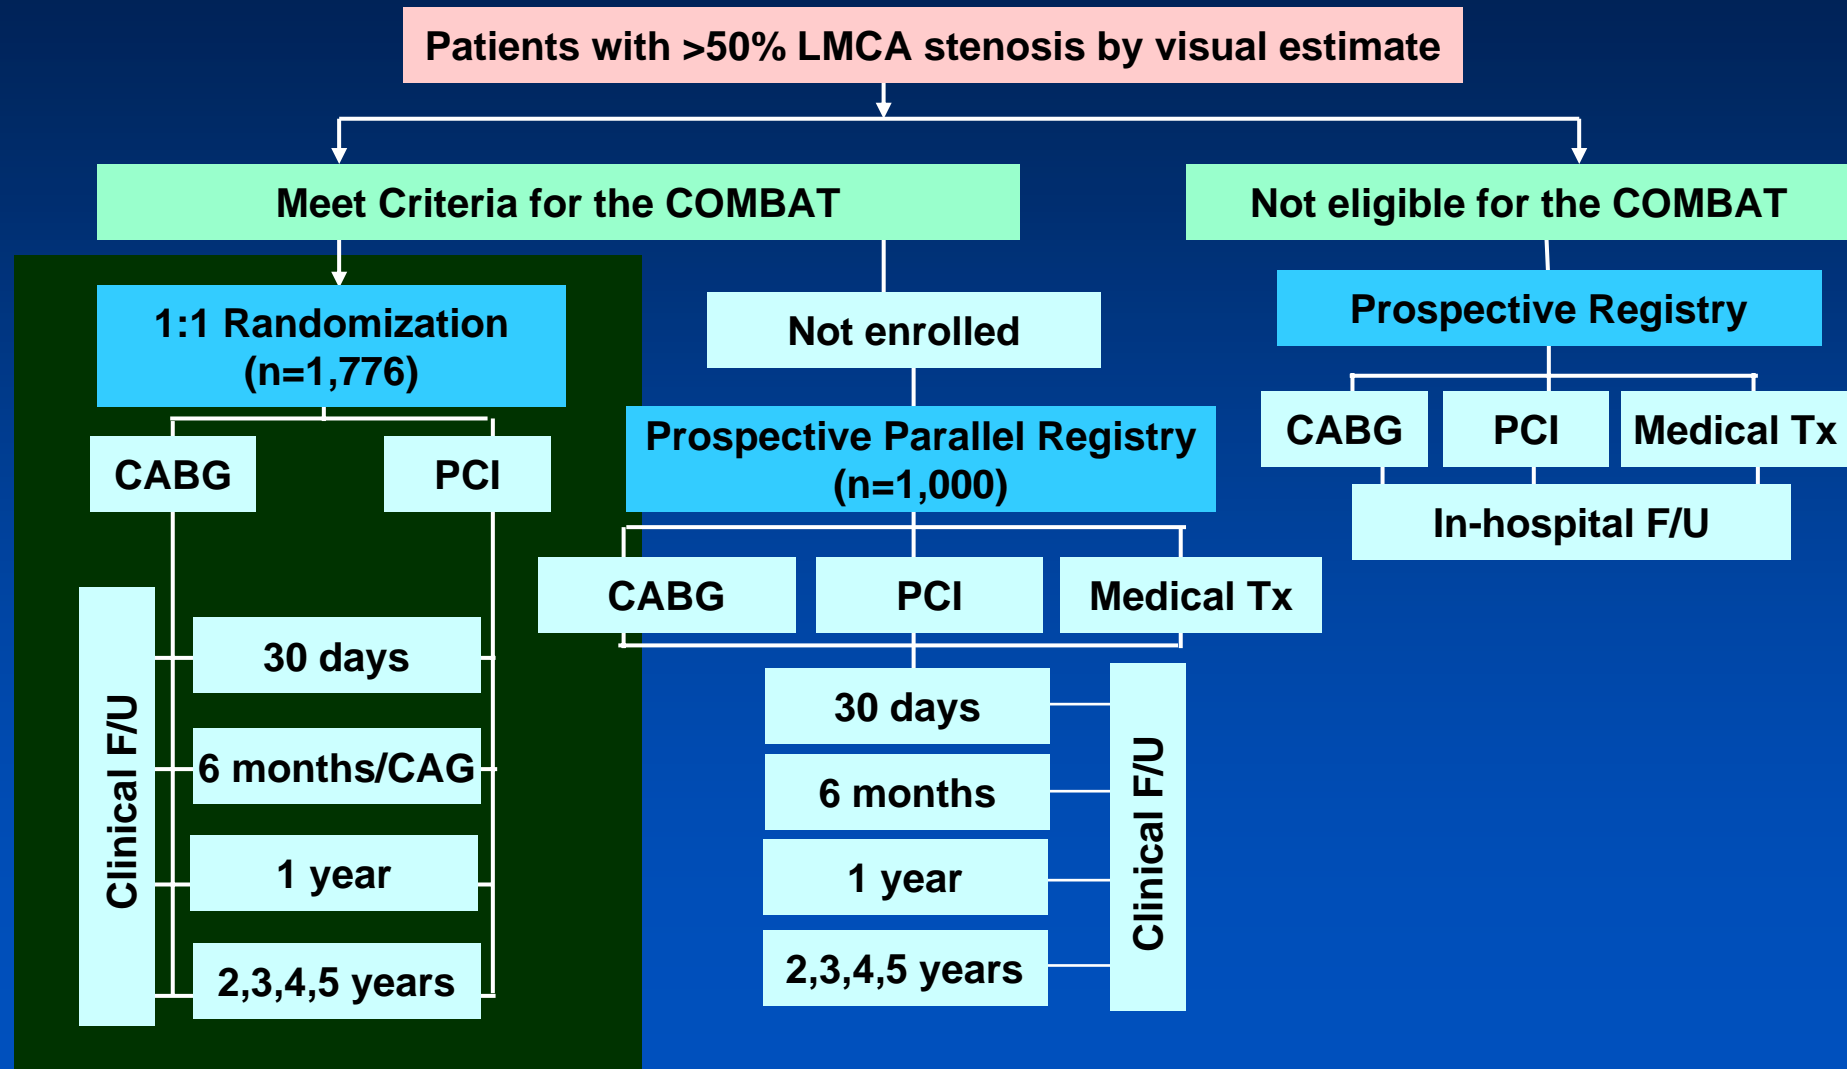 Patients with >50% LMCA stenosis by visual estimate
Meet Criteria for the COMBAT
Not eligible for the COMBAT
1:1 Randomization
(n=1,776)
CABG
PCI
Clinical F/U
30 days
6 months/CAG
1 year
2,3,4,5 years
Not enrolled
Prospective Parallel Registry
(n=1,000)
CABG
PCI
Medical Tx
30 days
6 months
1 year
2,3,4,5 years
Clinical F/U
Prospective Registry
CABG
PCI
Medical Tx
In-hospital F/U